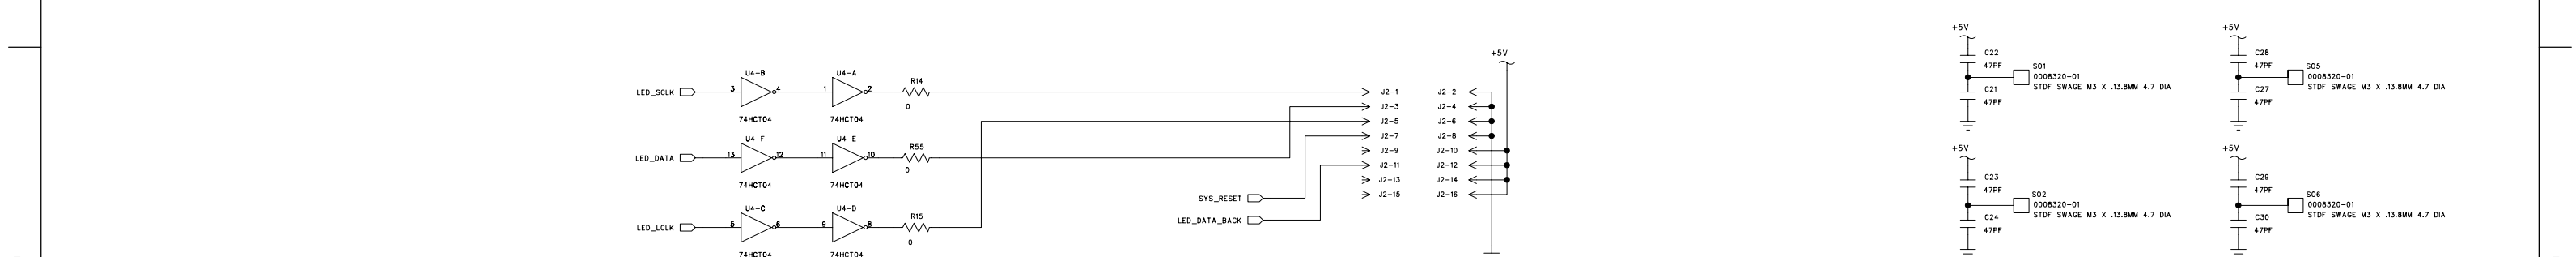 +5V
+5V
C22
47PF
C21
47PF
SO1
0008320-01
STDF SWAGE M3 X .13.8MM 4.7 DIA
C28
47PF
C27
47PF
SO5
0008320-01
STDF SWAGE M3 X .13.8MM 4.7 DIA
+5V
U4-B
U4-A
R14
LED_SCLK
3
4
1
2
0
74HCT04
74HCT04
J2-1
J2-2
J2-3
J2-4
J2-5
J2-6
J2-7
J2-8
J2-9
J2-10
J2-11
J2-12
J2-13
J2-14
J2-15
J2-16
U4-F
U4-E
R55
LED_DATA
13
12
11
10
0
74HCT04
74HCT04
SYS_RESET
LED_DATA_BACK
U4-C
U4-D
R15
LED_LCLK
5
6
9
8
0
74HCT04
74HCT04
+5V
+5V
C23
47PF
C24
47PF
SO2
0008320-01
STDF SWAGE M3 X .13.8MM 4.7 DIA
C29
47PF
C30
47PF
SO6
0008320-01
STDF SWAGE M3 X .13.8MM 4.7 DIA